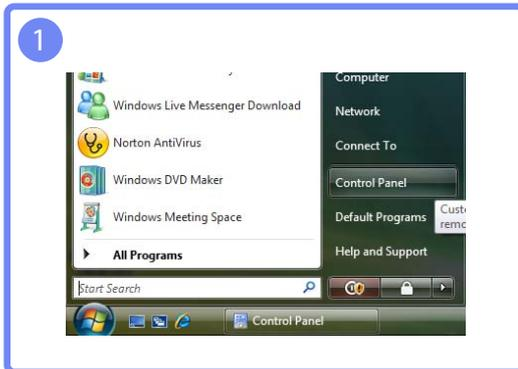 1
Computer
Windows Live Messenger Download
Network
Norton AntiVirus
Connect To
Windows DVD Maker
Control Panel
Windows Meeting Space
Default Programs
All Programs
Help and Support
Start Search
Control Panel